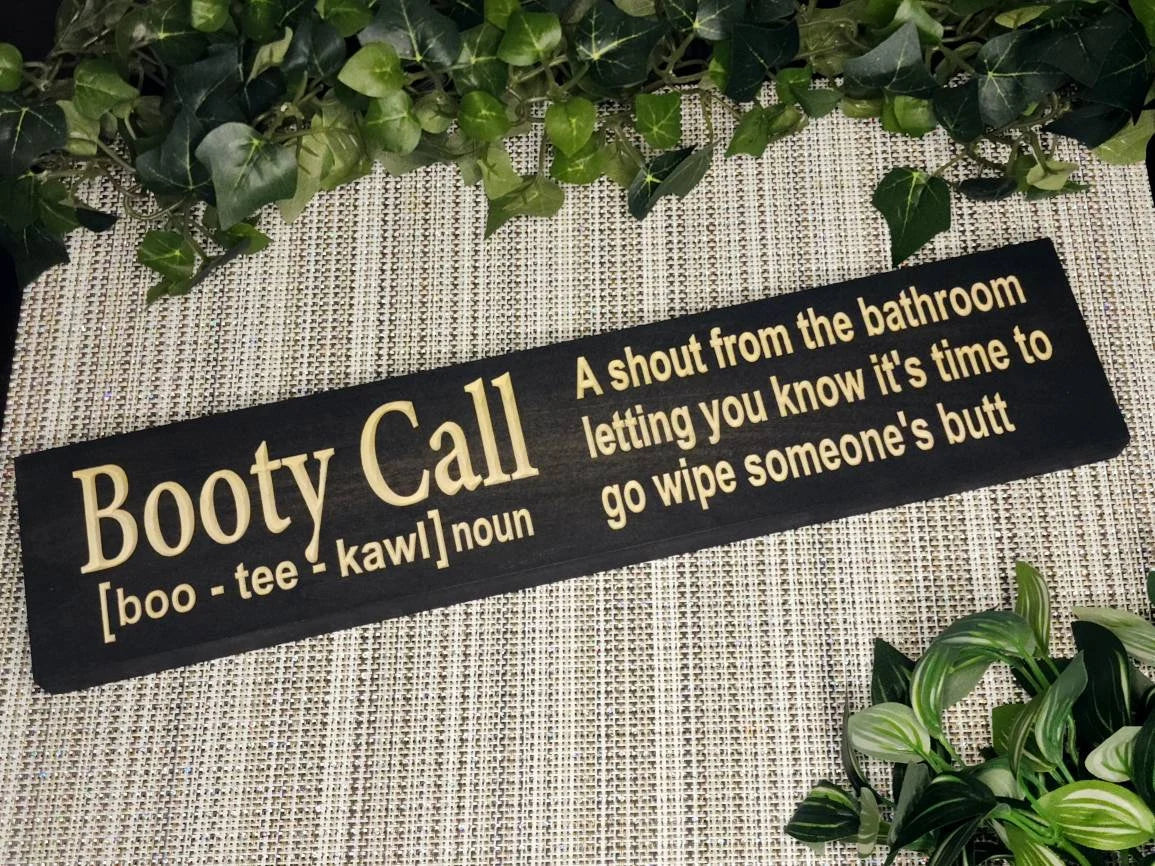 Booty Call
[boo - tee - kawl] noun
A shout from the bathroom
letting you know it's time to
go wipe someone's butt